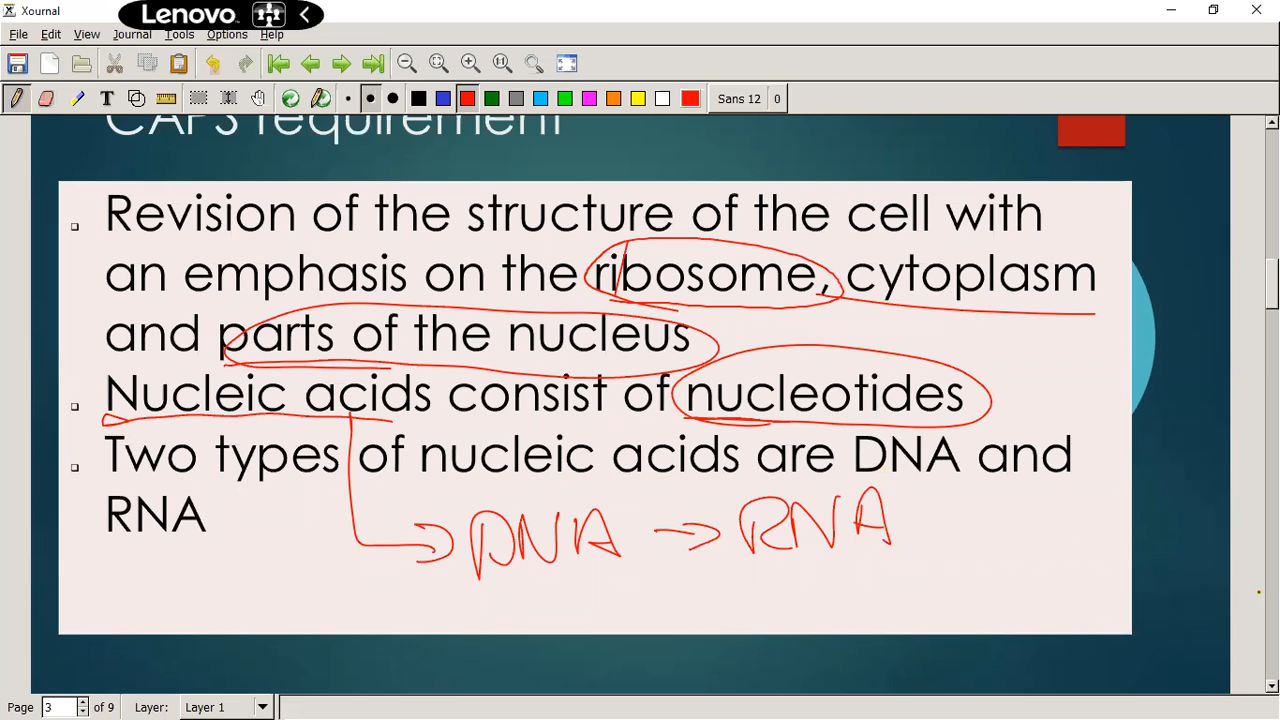 Xournal
Lenovo
File Edit View Journal Tools Options Help
Sans 12 0
CAPS requirement
Revision of the structure of the cell with
an emphasis on the ribosome, cytoplasm
and parts of the nucleus
Nucleic acids consist of nucleotides
Two types of nucleic acids are DNA and
RNA
DNA → RNA
Page 3 of 9 Layer: Layer 1